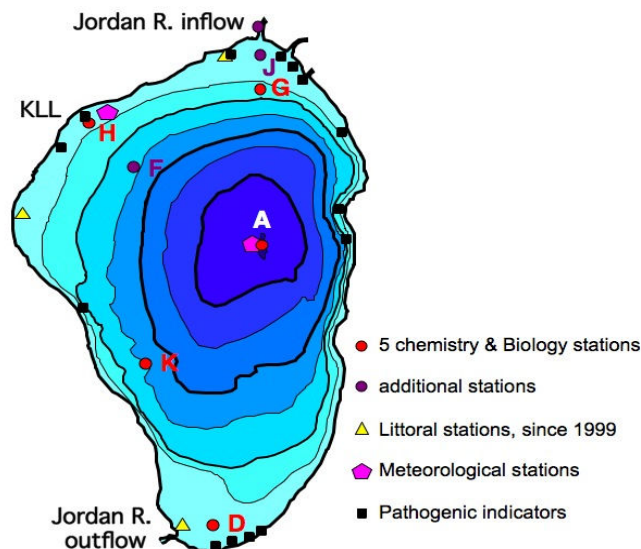 Jordan R. inflow
J
G
KLL
H
F
A
K
5 chemistry & Biology stations
additional stations
Littoral stations, since 1999
Meteorological stations
Pathogenic indicators
Jordan R.
outflow
D